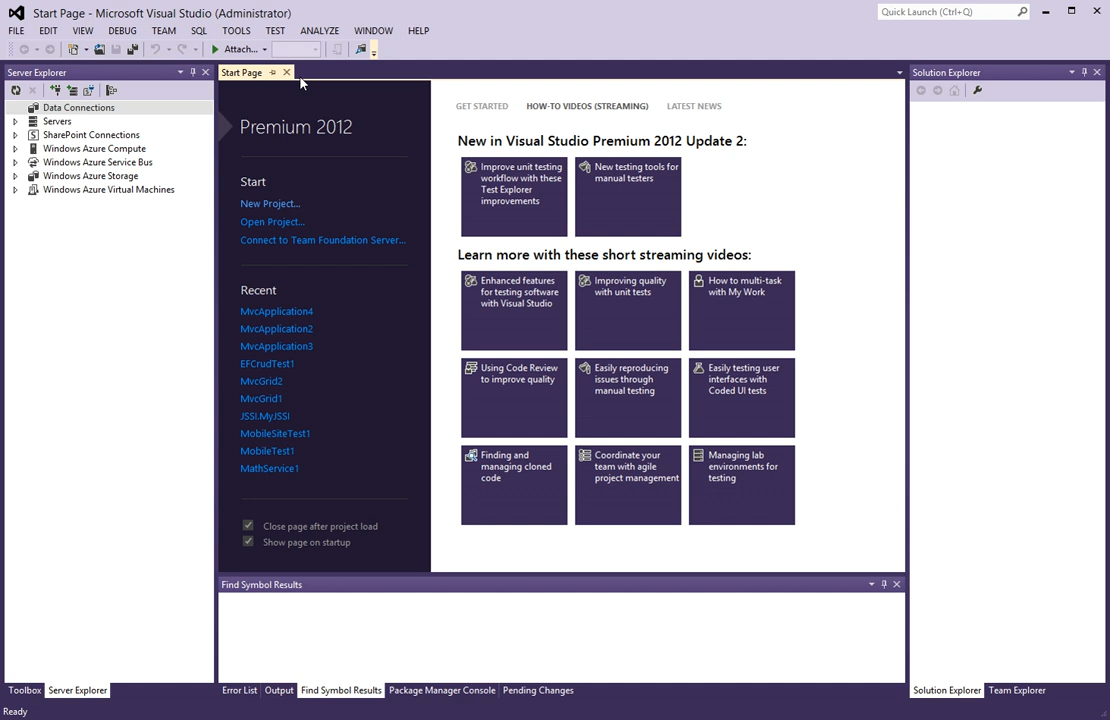 Start Page - Microsoft Visual Studio (Administrator)
Quick Launch (Ctrl+Q)
FILE EDIT VIEW DEBUG TEAM SQL TOOLS TEST ANALYZE WINDOW HELP
Attach...
Server Explorer
Data Connections
Servers
SharePoint Connections
Windows Azure Compute
Windows Azure Service Bus
Windows Azure Storage
Windows Azure Virtual Machines
Start Page
Premium 2012
Start
New Project...
Open Project...
Connect to Team Foundation Server...
Recent
MvcApplication4
MvcApplication2
MvcApplication3
EFCrudTest1
MvcGrid2
MvcGrid1
JSSI.MyJSSI
MobileSiteTest1
MobileTest1
MathService1
Close page after project load
Show page on startup
GET STARTED HOW-TO VIDEOS (STREAMING) LATEST NEWS
New in Visual Studio Premium 2012 Update 2:
Improve unit testing
workflow with these
Test Explorer
improvements
New testing tools for
manual testers
Learn more with these short streaming videos:
Enhanced features
for testing software
with Visual Studio
Improving quality
with unit tests
How to multi-task
with My Work
Using Code Review
to improve quality
Easily reproducing
issues through
manual testing
Easily testing user
interfaces with
Coded UI tests
Finding and
managing cloned
code
Coordinate your
team with agile
project management
Managing lab
environments for
testing
Solution Explorer
Find Symbol Results
Toolbox Server Explorer
Error List Output Find Symbol Results Package Manager Console Pending Changes
Solution Explorer Team Explorer
Ready